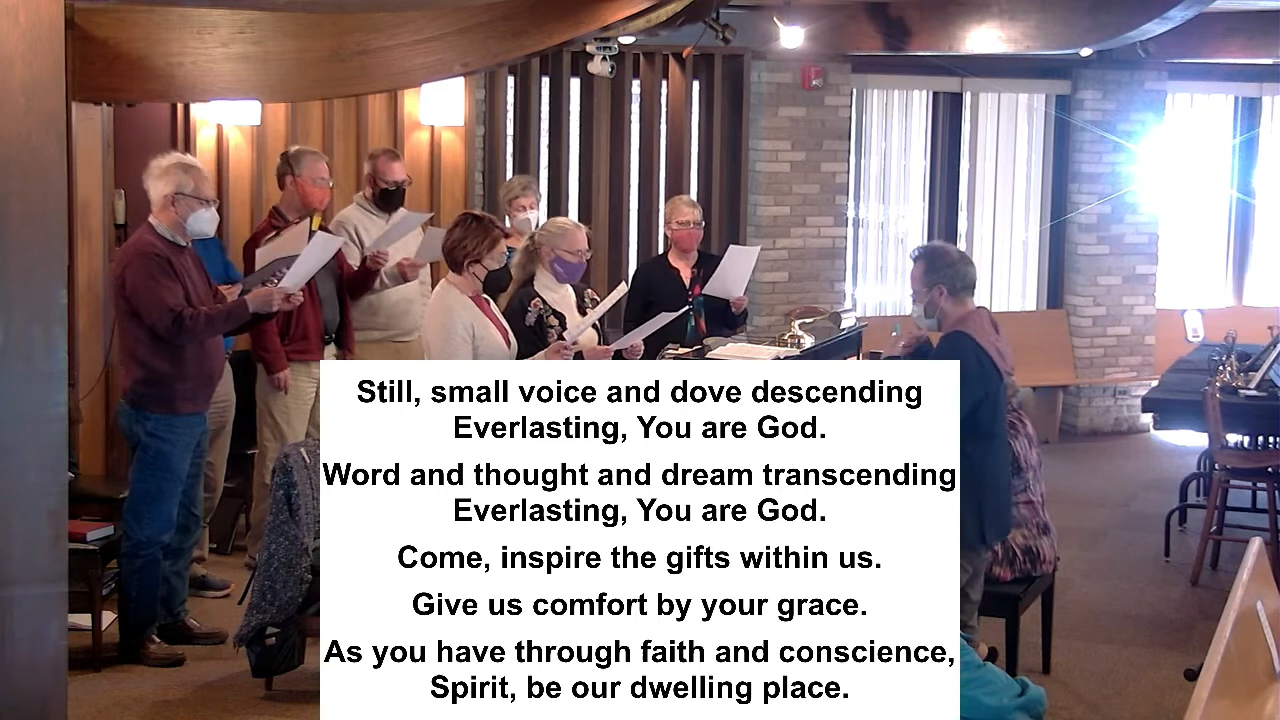 Still, small voice and dove descending
Everlasting, You are God.
Word and thought and dream transcending
Everlasting, You are God.
Come, inspire the gifts within us.
Give us comfort by your grace.
As you have through faith and conscience,
Spirit, be our dwelling place.